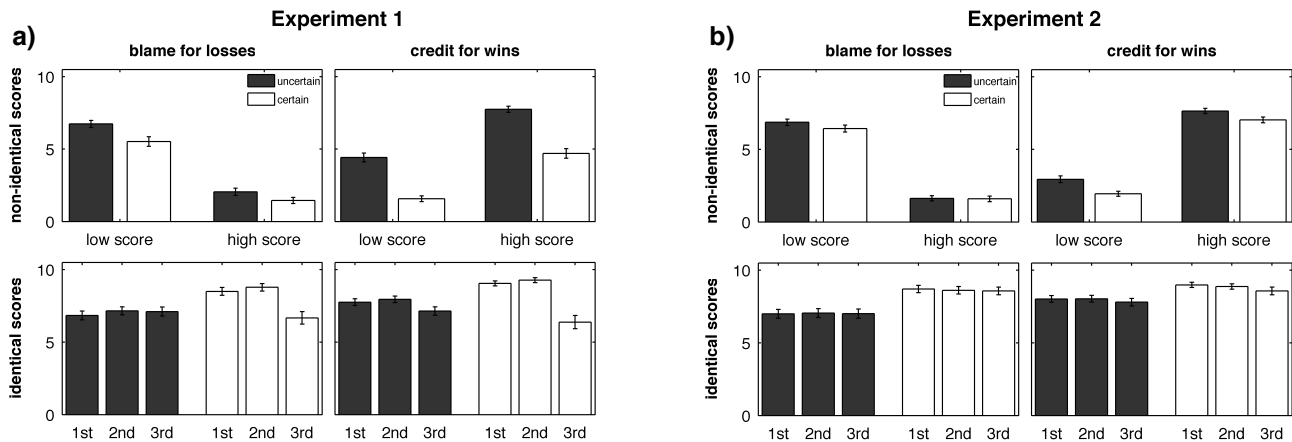 Experiment 1
a)
blame for losses
credit for wins
non-identical scores
10
5
0
uncertain
certain
low score
high score
low score
high score
identical scores
10
5
0
1st 2nd 3rd 1st 2nd 3rd
1st 2nd 3rd 1st 2nd 3rd
Experiment 2
b)
blame for losses
credit for wins
non-identical scores
10
5
0
uncertain
certain
low score
high score
low score
high score
identical scores
10
5
0
1st 2nd 3rd 1st 2nd 3rd
1st 2nd 3rd 1st 2nd 3rd